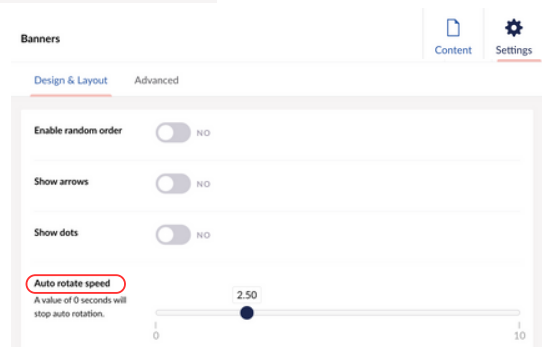 Banners
Content
Settings
Design & Layout
Advanced
Enable random order
NO
Show arrows
NO
Show dots
NO
Auto rotate speed
A value of 0 seconds will
stop auto rotation.
2.50
0
10